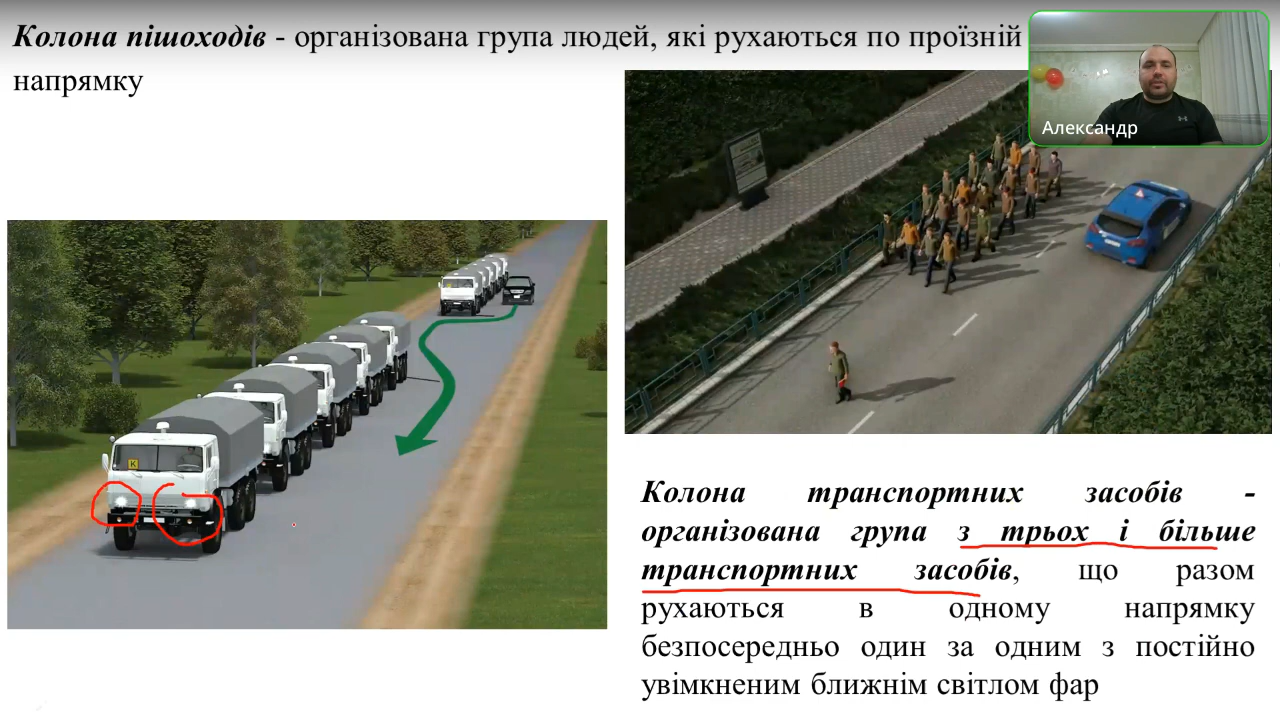 Колона пішоходів - організована група людей, які рухаються по проїзній
напрямку
Александр
К
Колона транспортних засобів -
організована група з трьох і більше
транспортних засобів, що разом
рухаються в одному напрямку
безпосередньо один за одним з постійно
увімкненим ближнім світлом фар